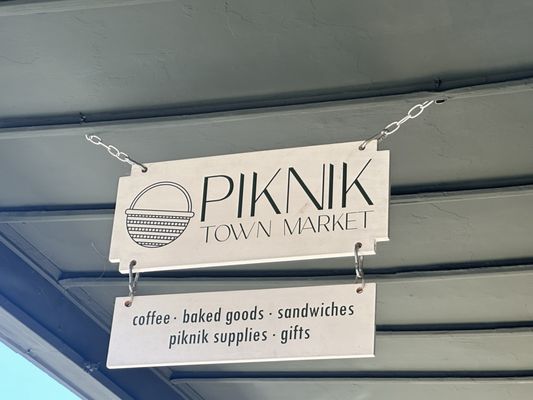 PIKNIK
TOWN MARKET
coffee · baked goods · sandwiches
piknik supplies · gifts